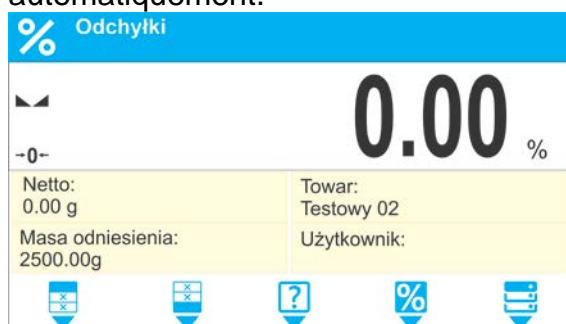 automatiquement.
% Odchyłki
0.00 %
→0←
Netto:
0.00 g
Towar:
Testowy 02
Masa odniesienia:
2500.00g
Użytkownik:
? %